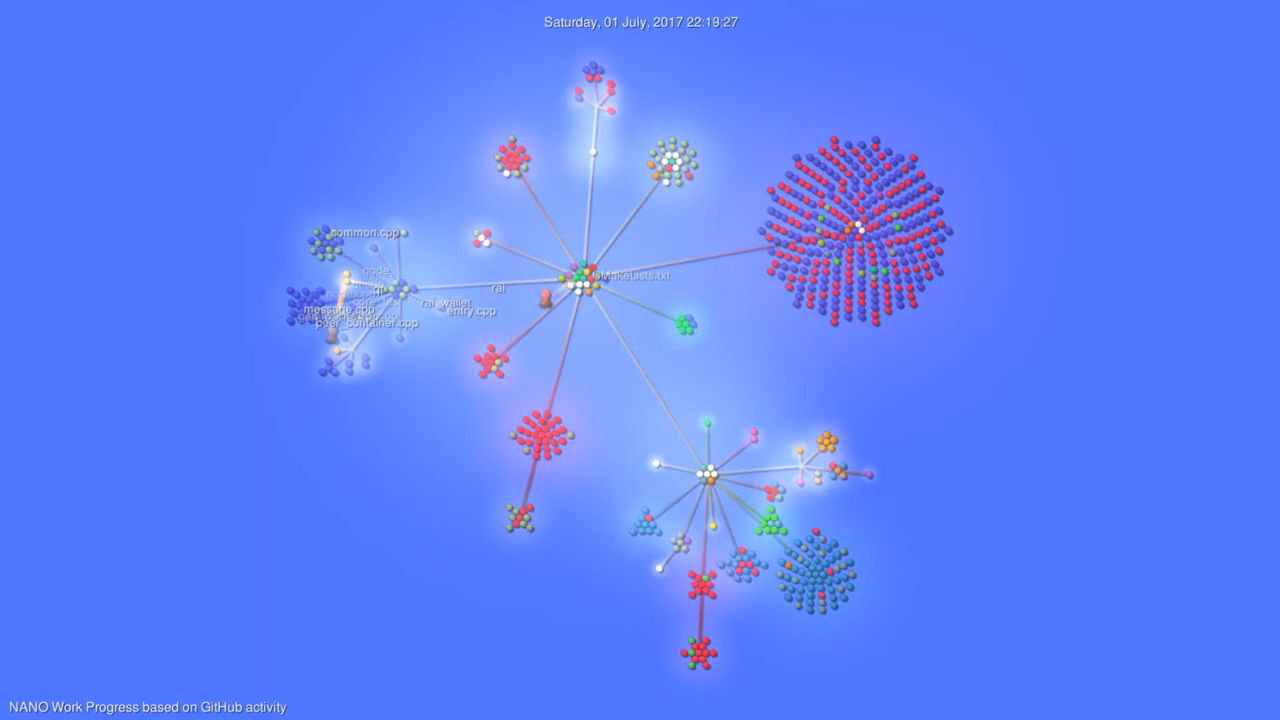 Saturday, 01 July, 2017 22:19:27
common.cpp
node
CMakeLists.txt
qt
rai
rai_wallet
message.cpp
entry.cpp
peer_container.cpp
NANO Work Progress based on GitHub activity